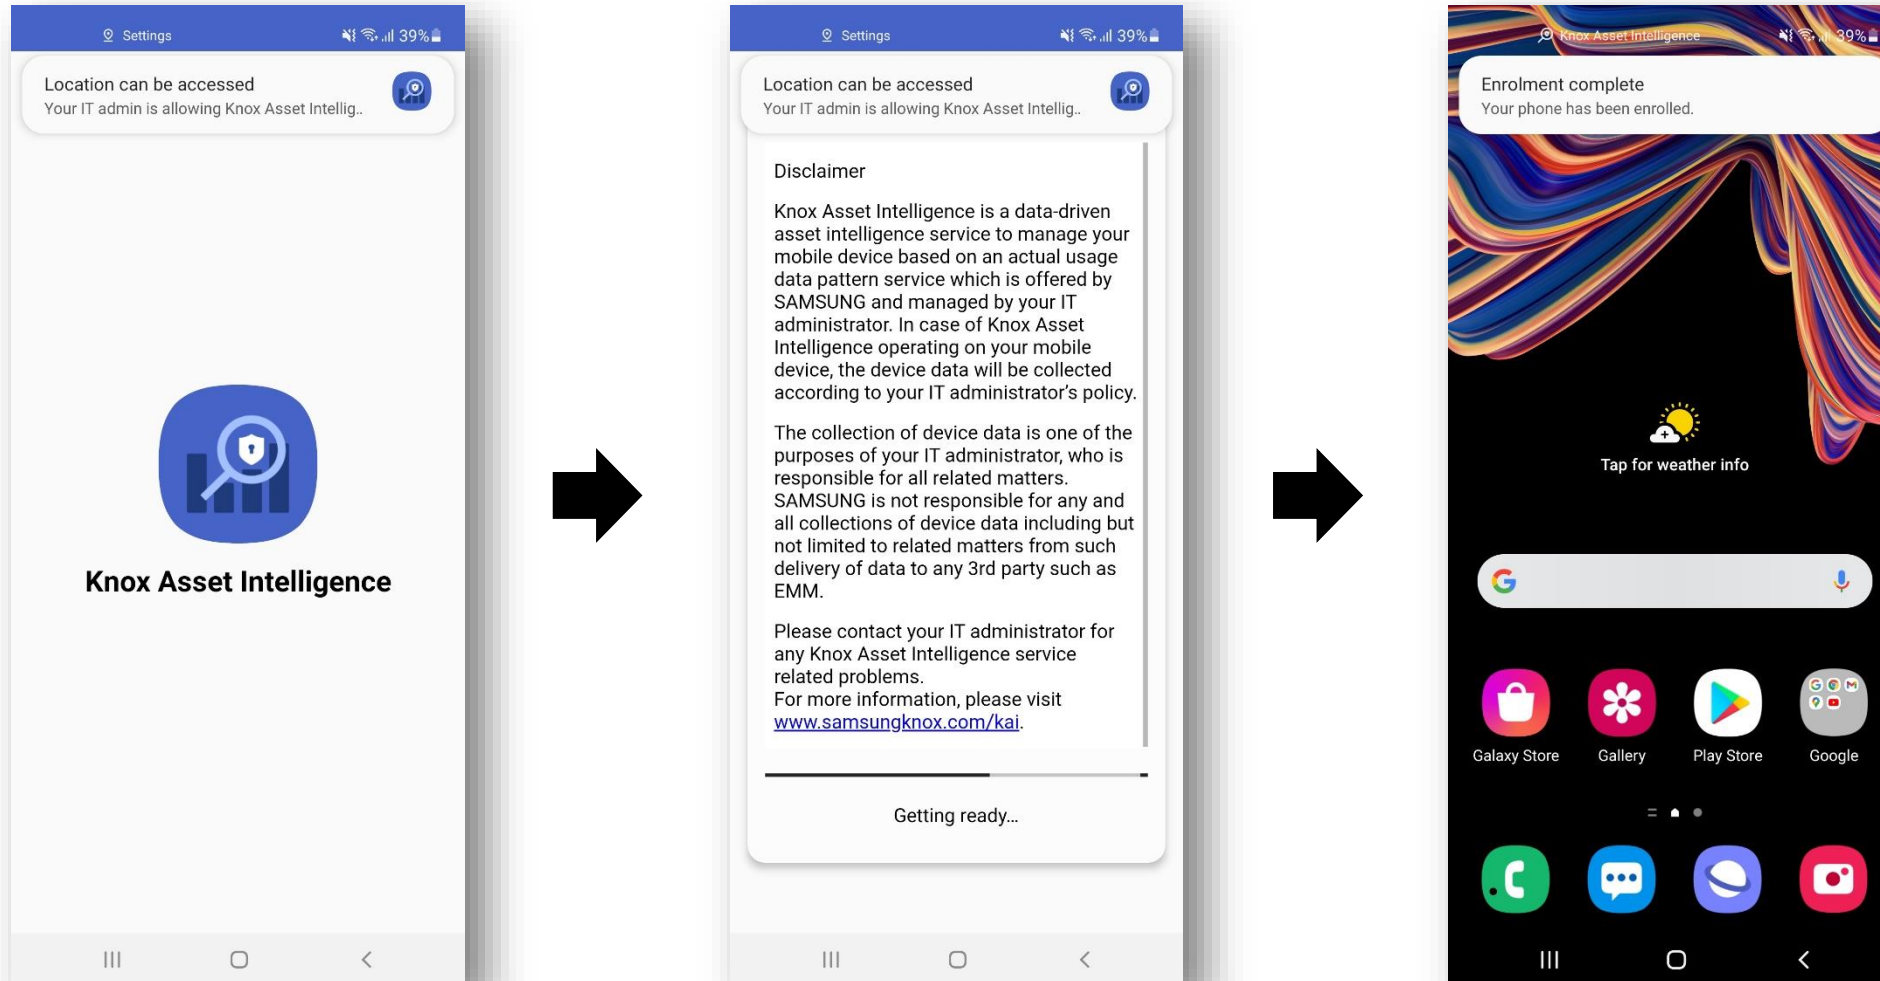 Settings
39%
Location can be accessed
Your IT admin is allowing Knox Asset Intellig..
Knox Asset Intelligence
Settings
39%
Location can be accessed
Your IT admin is allowing Knox Asset Intellig..
Disclaimer
Knox Asset Intelligence is a data-driven
asset intelligence service to manage your
mobile device based on an actual usage
data pattern service which is offered by
SAMSUNG and managed by your IT
administrator. In case of Knox Asset
Intelligence operating on your mobile
device, the device data will be collected
according to your IT administrator's policy.
The collection of device data is one of the
purposes of your IT administrator, who is
responsible for all related matters.
SAMSUNG is not responsible for any and
all collections of device data including but
not limited to related matters from such
delivery of data to any 3rd party such as
EMM.
Please contact your IT administrator for
any Knox Asset Intelligence service
related problems.
For more information, please visit
www.samsungknox.com/kai.
Getting ready...
Knox Asset Intelligence
39%
Enrolment complete
Your phone has been enrolled.
Tap for weather info
Galaxy Store
Gallery
Play Store
Google